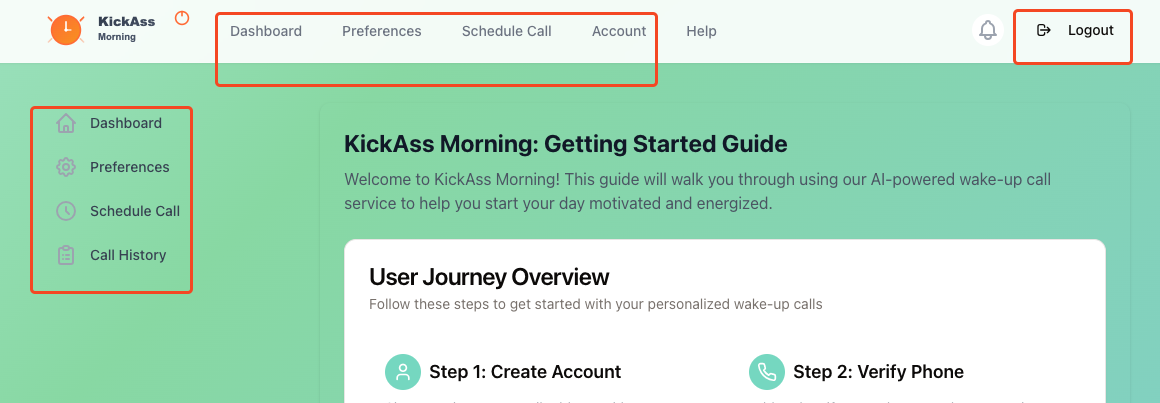 KickAss
Morning
Dashboard Preferences Schedule Call Account Help
Logout
Dashboard
Preferences
Schedule Call
Call History
KickAss Morning: Getting Started Guide
Welcome to KickAss Morning! This guide will walk you through using our AI-powered wake-up call
service to help you start your day motivated and energized.
User Journey Overview
Follow these steps to get started with your personalized wake-up calls
Step 1: Create Account
Step 2: Verify Phone